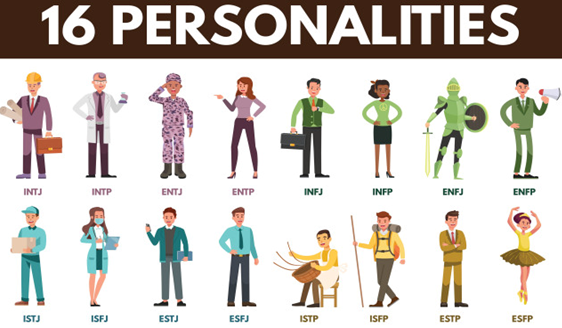 16 PERSONALITIES
INTJ INTP ENTJ ENTP INFJ INFP ENFJ ENFP
ISTJ ISFJ ESTJ ESFJ ISTP ISFP ESTP ESFP